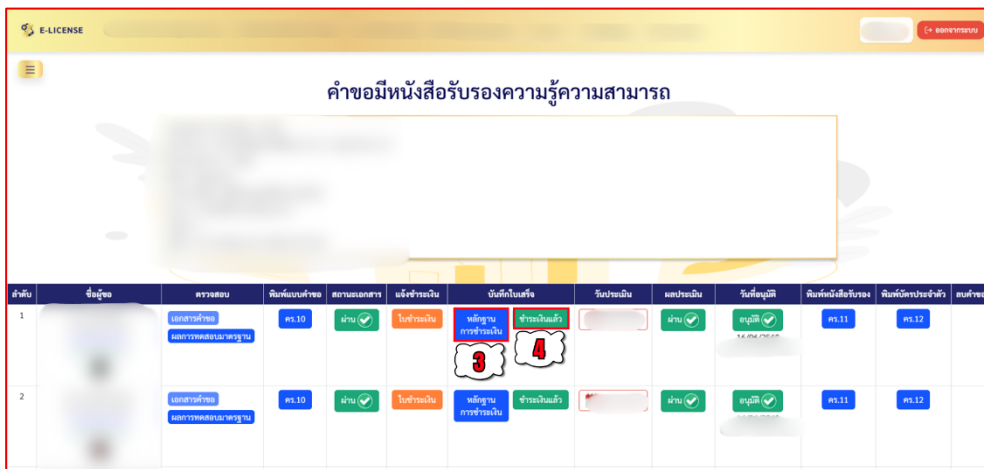 E-LICENSE
ออกจากระบบ
คำขอมีหนังสือรับรองความรู้ความสามารถ
ลำดับ ชื่อผู้ขอ ตรวจสอบ พิมพ์แบบคำขอ สถานะเอกสาร แจ้งชำระเงิน บันทึกใบเสร็จ วันประเมิน ผลประเมิน วันที่อนุมัติ พิมพ์หนังสือรับรอง พิมพ์บัตรประจำตัว ลบคำขอ
1 เอกสารคำขอ คร.10 ผ่าน ใบชำระเงิน หลักฐาน ชำระเงินแล้ว ผ่าน อนุมัติ คร.11 คร.12
ผลการทดสอบมาตรฐาน การชำระเงิน
3 4
2 เอกสารคำขอ คร.10 ผ่าน ใบชำระเงิน หลักฐาน ชำระเงินแล้ว ผ่าน อนุมัติ คร.11 คร.12
ผลการทดสอบมาตรฐาน การชำระเงิน